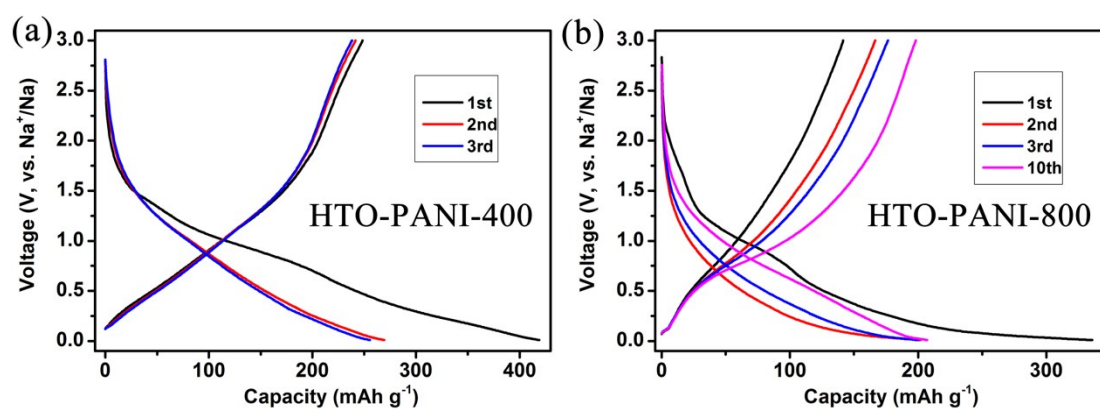 (a)
3.0
2.5
2.0
1.5
1.0
0.5
0.0
Voltage (V, vs. Na⁺/Na)
1st
2nd
3rd
HTO-PANI-400
0
100
200
300
400
Capacity (mAh g⁻¹)
(b)
3.0
2.5
2.0
1.5
1.0
0.5
0.0
Voltage (V, vs. Na⁺/Na)
1st
2nd
3rd
10th
HTO-PANI-800
0
100
200
300
Capacity (mAh g⁻¹)